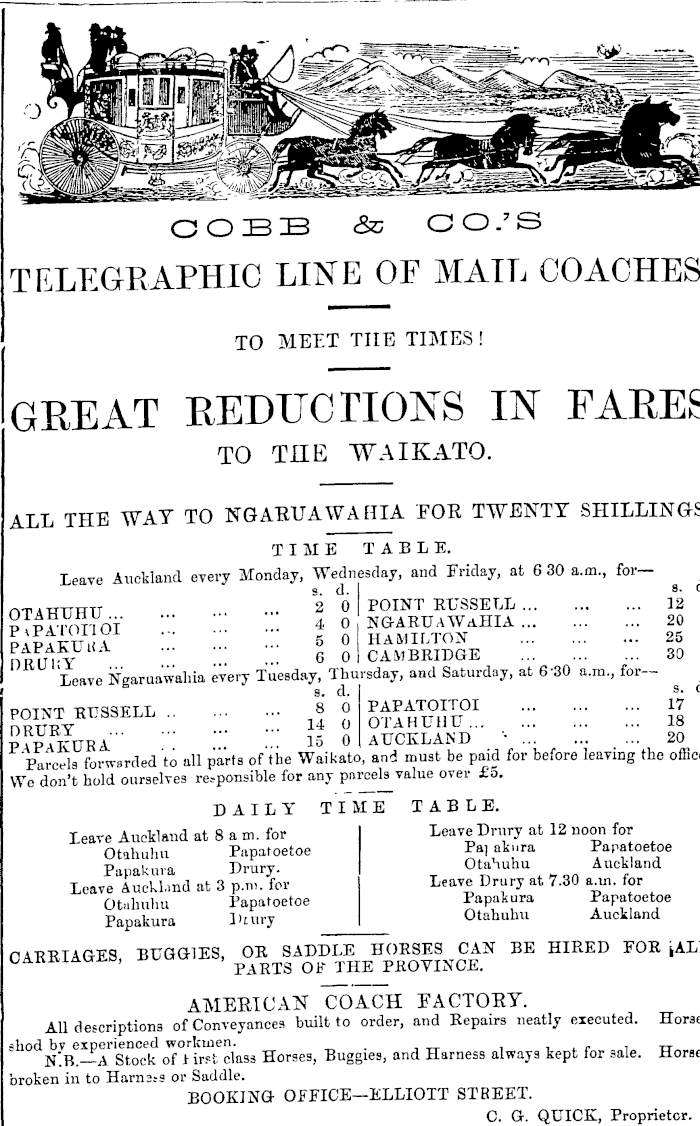 COBB & CO.'S
TELEGRAPHIC LINE OF MAIL COACHES
TO MEET THE TIMES!
GREAT REDUCTIONS IN FARES
TO THE WAIKATO.
ALL THE WAY TO NGARUAWAHIA FOR TWENTY SHILLINGS
TIME TABLE.
Leave Auckland every Monday, Wednesday, and Friday, at 6 30 a.m., for—
s. d.
OTAHUHU ... ... ... ... 2 0
PAPATOITOI ... ... ... 4 0
PAPAKURA ... ... ... 5 0
DRURY ... ... ... ... 6 0
s.
POINT RUSSELL ... ... ... 12
NGARUAWAHIA ... ... ... 20
HAMILTON ... ... ... 25
CAMBRIDGE ... ... ... 30
Leave Ngaruawahia every Tuesday, Thursday, and Saturday, at 6·30 a.m., for—
s. d.
POINT RUSSELL .. ... ... 8 0
DRURY ... ... ... ... 14 0
PAPAKURA .. ... ... 15 0
s.
PAPATOITOI ... ... ... 17
OTAHUHU ... ... ... ... 18
AUCKLAND ... ... ... 20
Parcels forwarded to all parts of the Waikato, and must be paid for before leaving the office
We don't hold ourselves responsible for any parcels value over £5.
DAILY TIME TABLE.
Leave Auckland at 8 a m. for
Otahuhu Papatoetoe
Papakura Drury.
Leave Auckland at 3 p.m. for
Otahuhu Papatoetoe
Papakura Drury
Leave Drury at 12 noon for
Papakura Papatoetoe
Otahuhu Auckland
Leave Drury at 7.30 a.m. for
Papakura Papatoetoe
Otahuhu Auckland
CARRIAGES, BUGGIES, OR SADDLE HORSES CAN BE HIRED FOR AL
PARTS OF THE PROVINCE.
AMERICAN COACH FACTORY.
All descriptions of Conveyances built to order, and Repairs neatly executed. Horse
shod by experienced workmen.
N.B.—A Stock of First class Horses, Buggies, and Harness always kept for sale. Horse
broken in to Harness or Saddle.
BOOKING OFFICE—ELLIOTT STREET.
C. G. QUICK, Proprietor.